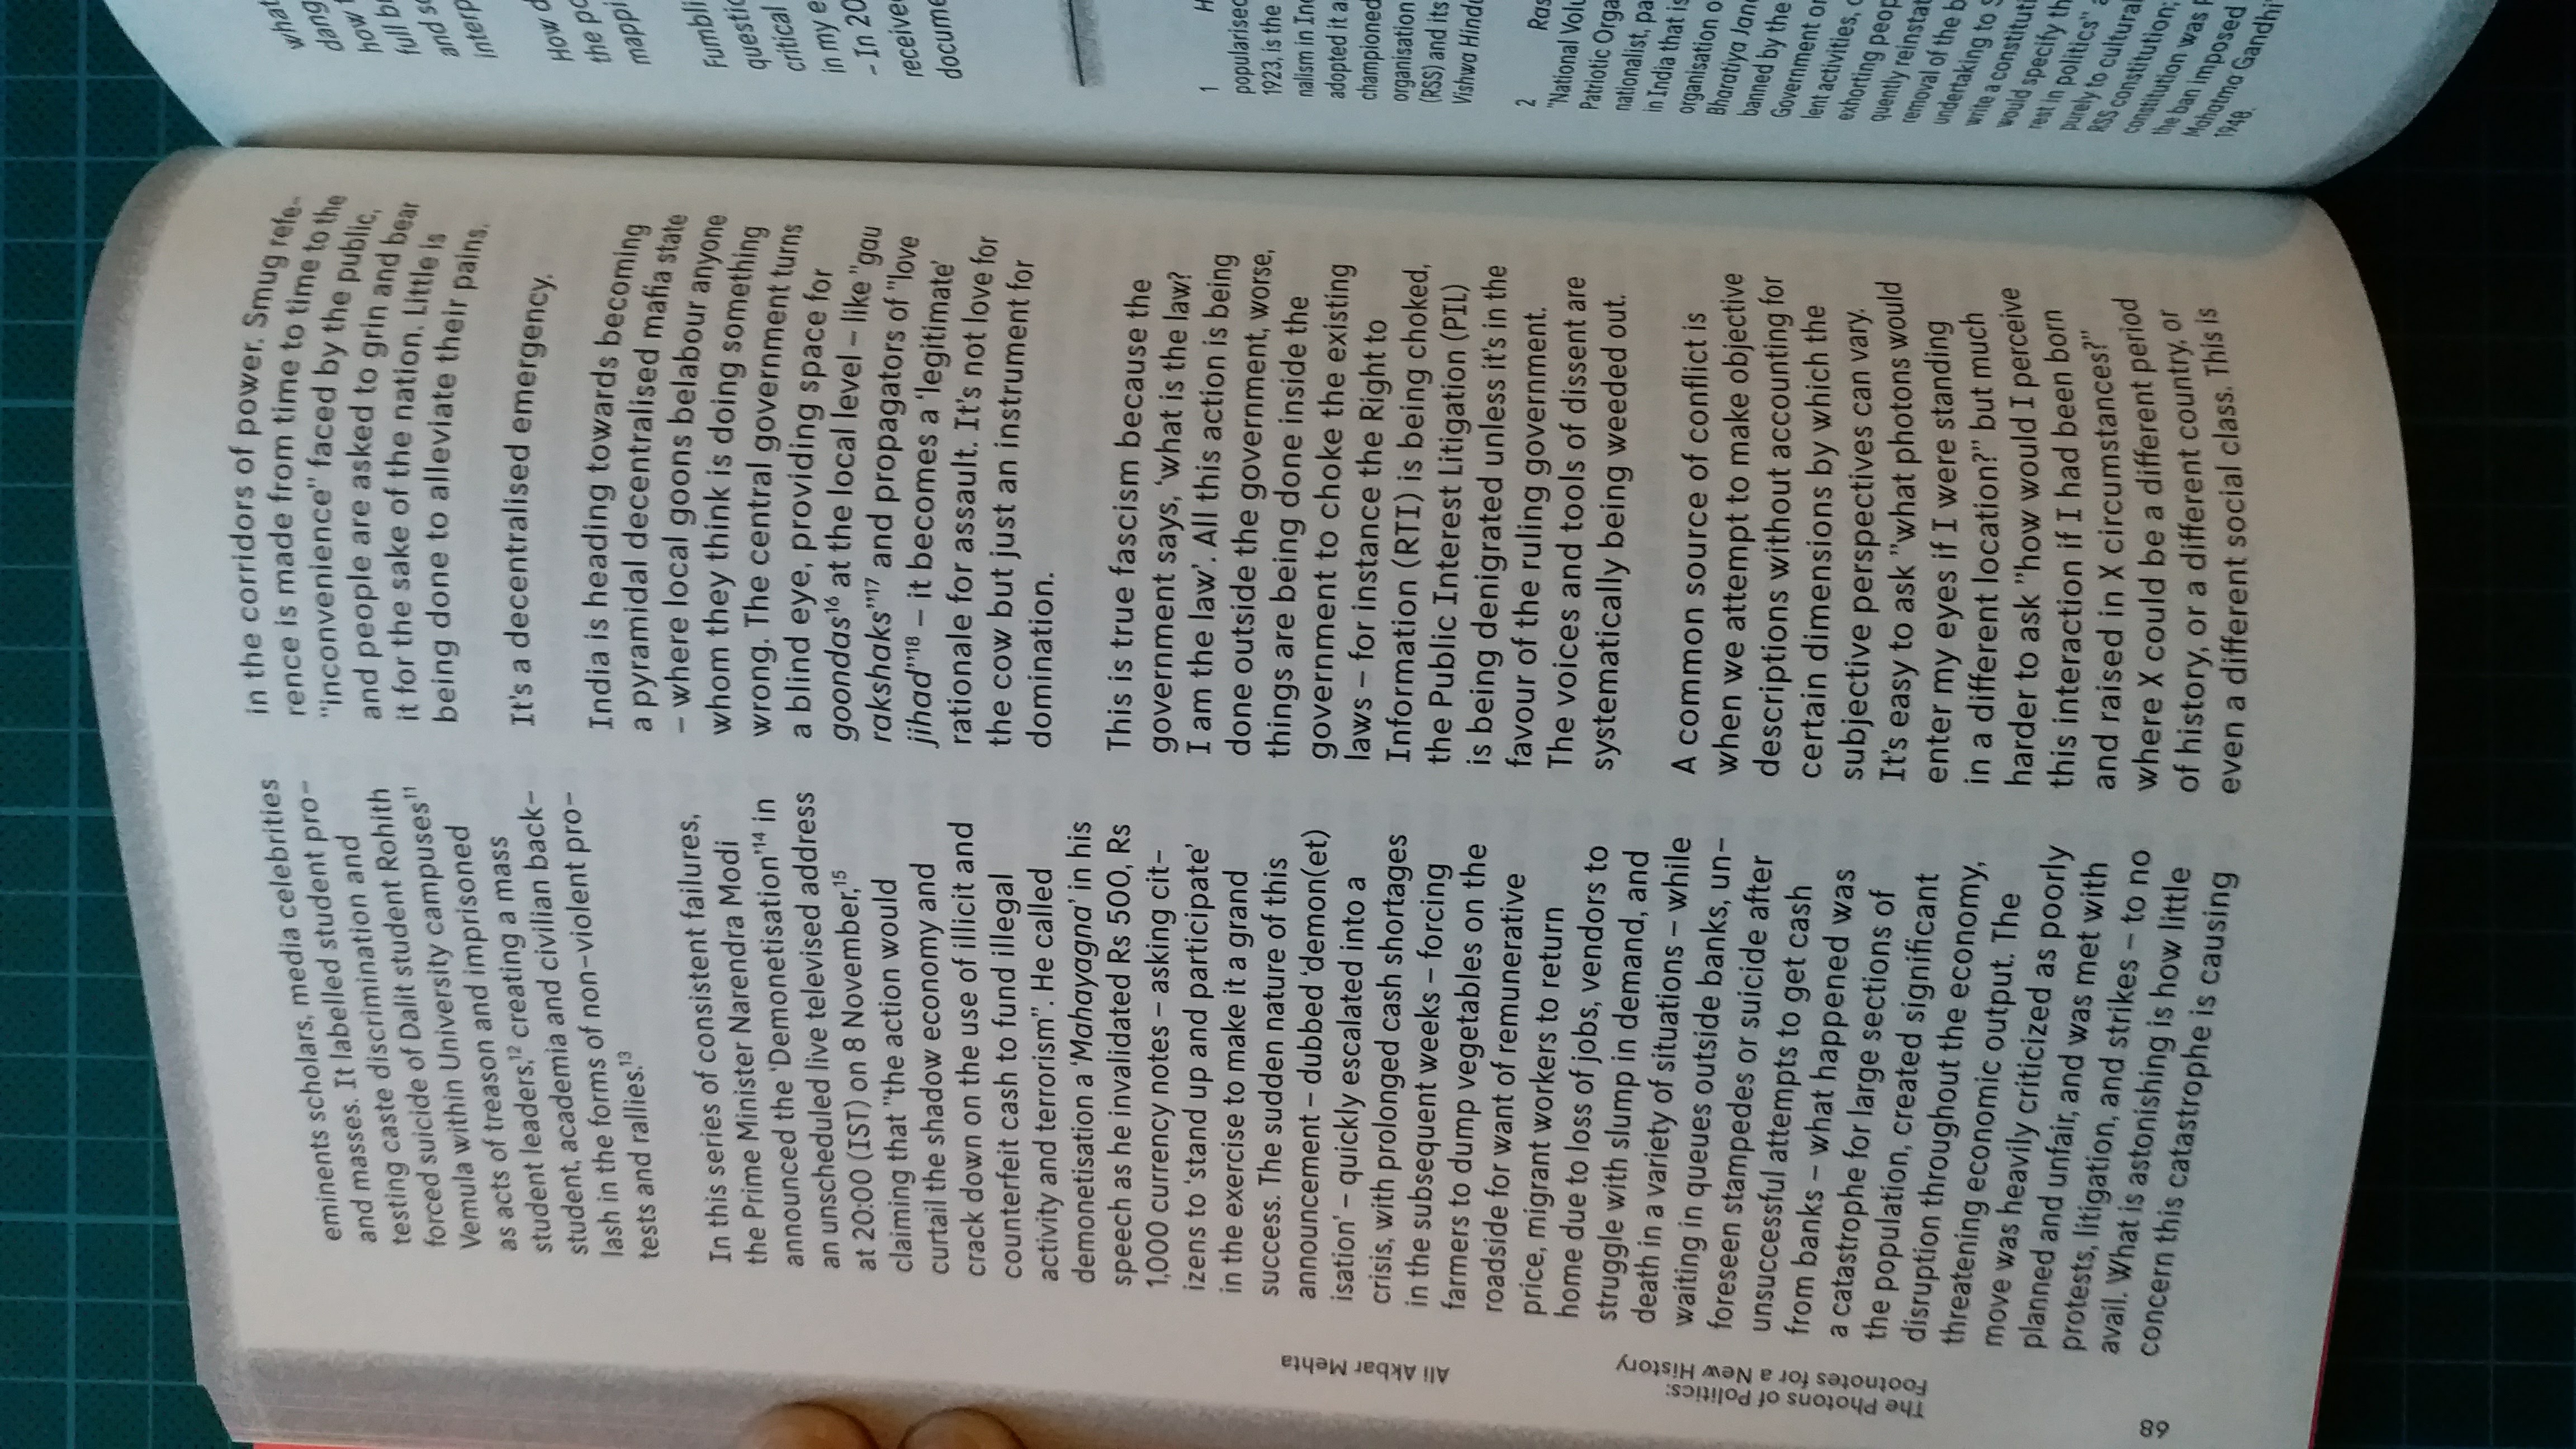 eminents scholars, media celebrities
and masses. It labelled student pro-
testing caste discrimination and
forced suicide of Dalit student Rohith
Vemula within University campuses¹¹
as acts of treason and imprisoned
student leaders,¹² creating a mass
student, academia and civilian back-
lash in the forms of non-violent pro-
tests and rallies.¹³
In this series of consistent failures,
the Prime Minister Narendra Modi
announced the 'Demonetisation'¹⁴ in
an unscheduled live televised address
at 20:00 (IST) on 8 November,¹⁵
claiming that "the action would
curtail the shadow economy and
crack down on the use of illicit and
counterfeit cash to fund illegal
activity and terrorism". He called
demonetisation a 'Mahayagna' in his
speech as he invalidated Rs 500, Rs
1,000 currency notes – asking cit-
izens to 'stand up and participate'
in the exercise to make it a grand
success. The sudden nature of this
announcement – dubbed 'demon(et)
isation' – quickly escalated into a
crisis, with prolonged cash shortages
in the subsequent weeks – forcing
farmers to dump vegetables on the
roadside for want of remunerative
price, migrant workers to return
home due to loss of jobs, vendors to
struggle with slump in demand, and
death in a variety of situations – while
waiting in queues outside banks, un-
foreseen stampedes or suicide after
unsuccessful attempts to get cash
from banks – what happened was
a catastrophe for large sections of
the population, created significant
disruption throughout the economy,
threatening economic output. The
move was heavily criticized as poorly
planned and unfair, and was met with
protests, litigation, and strikes – to no
avail. What is astonishing is how little
concern this catastrophe is causing
in the corridors of power. Smug refe-
rence is made from time to time to the
"inconvenience" faced by the public,
and people are asked to grin and bear
it for the sake of the nation. Little is
being done to alleviate their pains.
It's a decentralised emergency.
India is heading towards becoming
a pyramidal decentralised mafia state
– where local goons belabour anyone
whom they think is doing something
wrong. The central government turns
a blind eye, providing space for
goondas¹⁶ at the local level – like "gau
rakshaks"¹⁷ and propagators of "love
jihad"¹⁸ – it becomes a 'legitimate'
rationale for assault. It's not love for
the cow but just an instrument for
domination.
This is true fascism because the
government says, 'what is the law?
I am the law'. All this action is being
done outside the government, worse,
things are being done inside the
government to choke the existing
laws – for instance the Right to
Information (RTI) is being choked,
the Public Interest Litigation (PIL)
is being denigrated unless it's in the
favour of the ruling government.
The voices and tools of dissent are
systematically being weeded out.
A common source of conflict is
when we attempt to make objective
descriptions without accounting for
certain dimensions by which the
subjective perspectives can vary.
It's easy to ask "what photons would
enter my eyes if I were standing
in a different location?" but much
harder to ask "how would I perceive
this interaction if I had been born
and raised in X circumstances?"
where X could be a different period
of history, or a different country, or
even a different social class. This is
Ali Akbar Mehta
The Photons of Politics:
Footnotes for a New History
68
what
dang
how
full
and
How
the
mappi
Fumbli
questi
critical
in my e
– In 20
receive
docume
1 H
popularised
1923, is the
nalism in In
adopted it a
championed
organisation
(RSS) and its
Vishwa Hind
2 Ras
"National Volu
Patriotic Orga
nationalist, pa
in India that is
organisation o
Bharatiya Jan
banned by the
Government or
lent activities,
exhorting peop
quently reinstat
removal of the b
undertaking to S
write a constituti
would specify th
rest in politics" a
purely to cultural
RSS constitution:
constitution was
the ban imposed
Mahatma Gandhi'
1948.